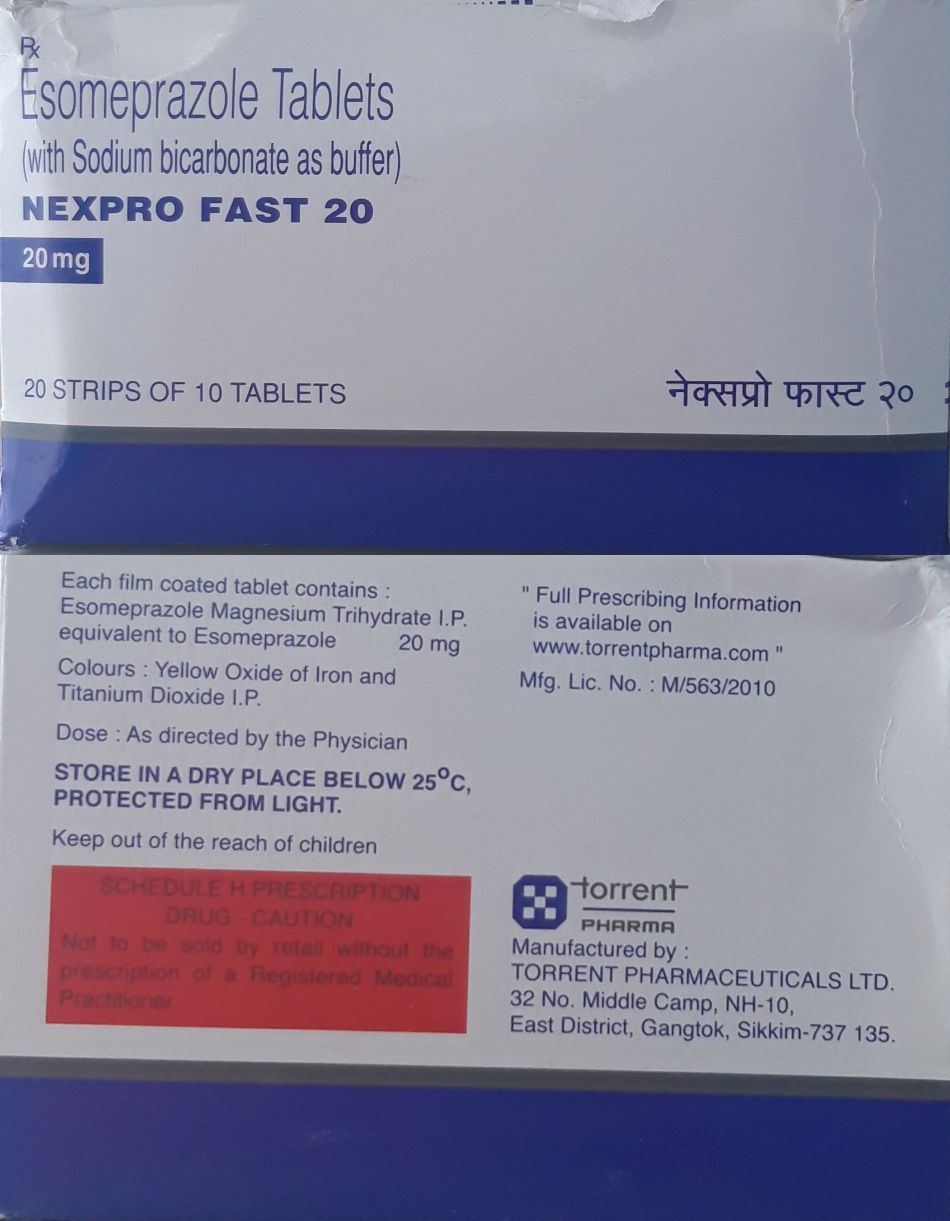 Rx
Esomeprazole Tablets
(with Sodium bicarbonate as buffer)
NEXPRO FAST 20
20 mg
20 STRIPS OF 10 TABLETS
नेक्सप्रो फास्ट २०
Each film coated tablet contains :
Esomeprazole Magnesium Trihydrate I.P.
equivalent to Esomeprazole 20 mg
Colours : Yellow Oxide of Iron and
Titanium Dioxide I.P.
Dose : As directed by the Physician
STORE IN A DRY PLACE BELOW 25°C,
PROTECTED FROM LIGHT.
Keep out of the reach of children
SCHEDULE H PRESCRIPTION
DRUG - CAUTION
Not to be sold by retail without the
prescription of a Registered Medical
Practitioner.
" Full Prescribing Information
is available on
www.torrentpharma.com "
Mfg. Lic. No. : M/563/2010
torrent
PHARMA
Manufactured by :
TORRENT PHARMACEUTICALS LTD.
32 No. Middle Camp, NH-10,
East District, Gangtok, Sikkim-737 135.